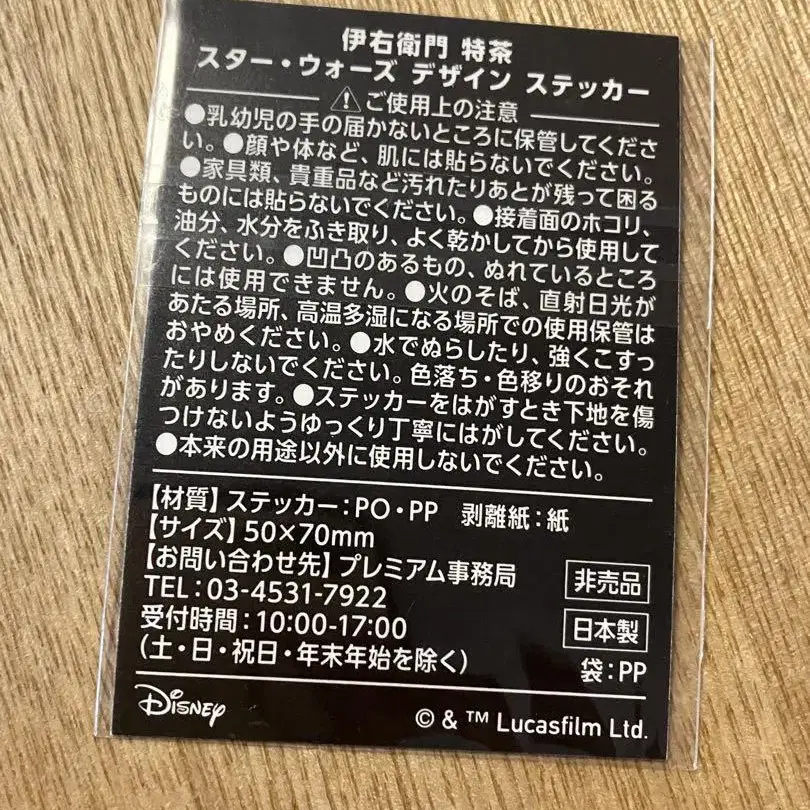 伊右衛門 特茶
スター・ウォーズ デザイン ステッカー
ご使用上の注意
●乳幼児の手の届かないところに保管してくださ
い。●顔や体など、肌には貼らないでください。
●家具類、貴重品など汚れたりあとが残って困る
ものには貼らないでください。●接着面のホコリ、
油分、水分をふき取り、よく乾かしてから使用して
ください。●凹凸のあるもの、ぬれているところ
には使用できません。●火のそば、直射日光が
あたる場所、高温多湿になる場所での使用保管は
おやめください。●水でぬらしたり、強くこすっ
たりしないでください。色落ち・色移りのおそれ
があります。●ステッカーをはがすとき下地を傷
つけないようゆっくり丁寧にはがしてください。
●本来の用途以外に使用しないでください。
【材質】ステッカー：PO・PP 剥離紙：紙
【サイズ】50×70mm
【お問い合わせ先】プレミアム事務局
TEL：03-4531-7922
受付時間：10:00-17:00
(土・日・祝日・年末年始を除く)
非売品
日本製
袋：PP
Disney
© & ™ Lucasfilm Ltd.